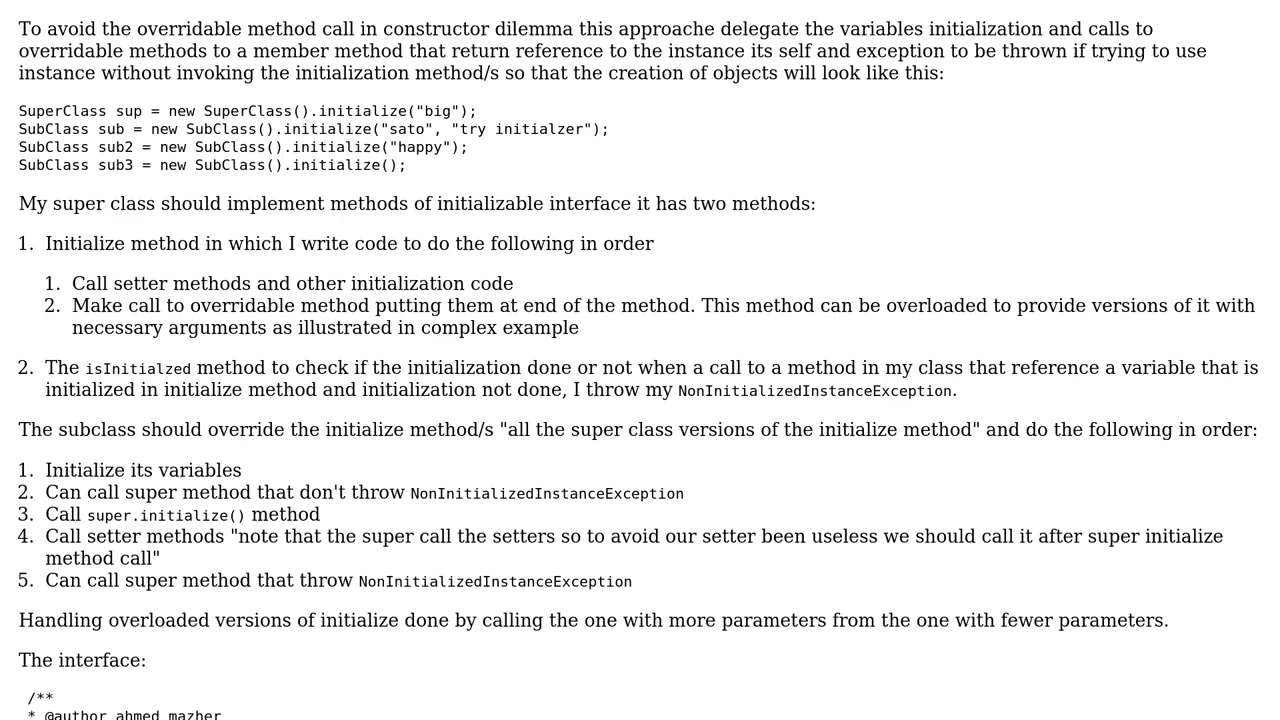 To avoid the overridable method call in constructor dilemma this approache delegate the variables initialization and calls to
overridable methods to a member method that return reference to the instance its self and exception to be thrown if trying to use
instance without invoking the initialization method/s so that the creation of objects will look like this:
SuperClass sup = new SuperClass().initialize("big");
SubClass sub = new SubClass().initialize("sato", "try initialzer");
SubClass sub2 = new SubClass().initialize("happy");
SubClass sub3 = new SubClass().initialize();
My super class should implement methods of initializable interface it has two methods:
1. Initialize method in which I write code to do the following in order
1. Call setter methods and other initialization code
2. Make call to overridable method putting them at end of the method. This method can be overloaded to provide versions of it with
necessary arguments as illustrated in complex example
2. The isInitialzed method to check if the initialization done or not when a call to a method in my class that reference a variable that is
initialized in initialize method and initialization not done, I throw my NonInitializedInstanceException.
The subclass should override the initialize method/s "all the super class versions of the initialize method" and do the following in order:
1. Initialize its variables
2. Can call super method that don't throw NonInitializedInstanceException
3. Call super.initialize() method
4. Call setter methods "note that the super call the setters so to avoid our setter been useless we should call it after super initialize
method call"
5. Can call super method that throw NonInitializedInstanceException
Handling overloaded versions of initialize done by calling the one with more parameters from the one with fewer parameters.
The interface:
/**
* @author ahmed mazher